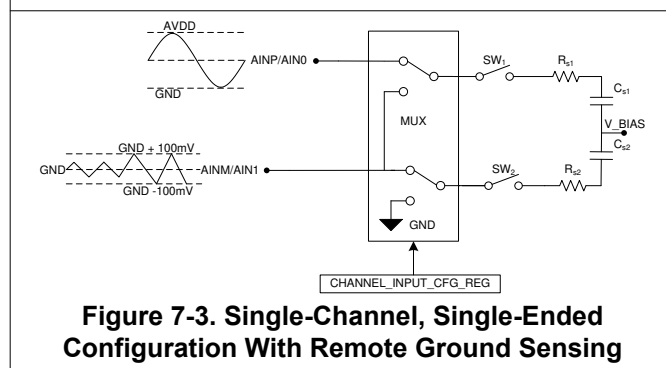 AVDD
AINP/AIN0
GND
SW1
Rs1
Cs1
MUX
V_BIAS
Cs2
GND + 100mV
GND
AINM/AIN1
GND -100mV
SW2
Rs2
GND
CHANNEL_INPUT_CFG_REG
Figure 7-3. Single-Channel, Single-Ended
Configuration With Remote Ground Sensing